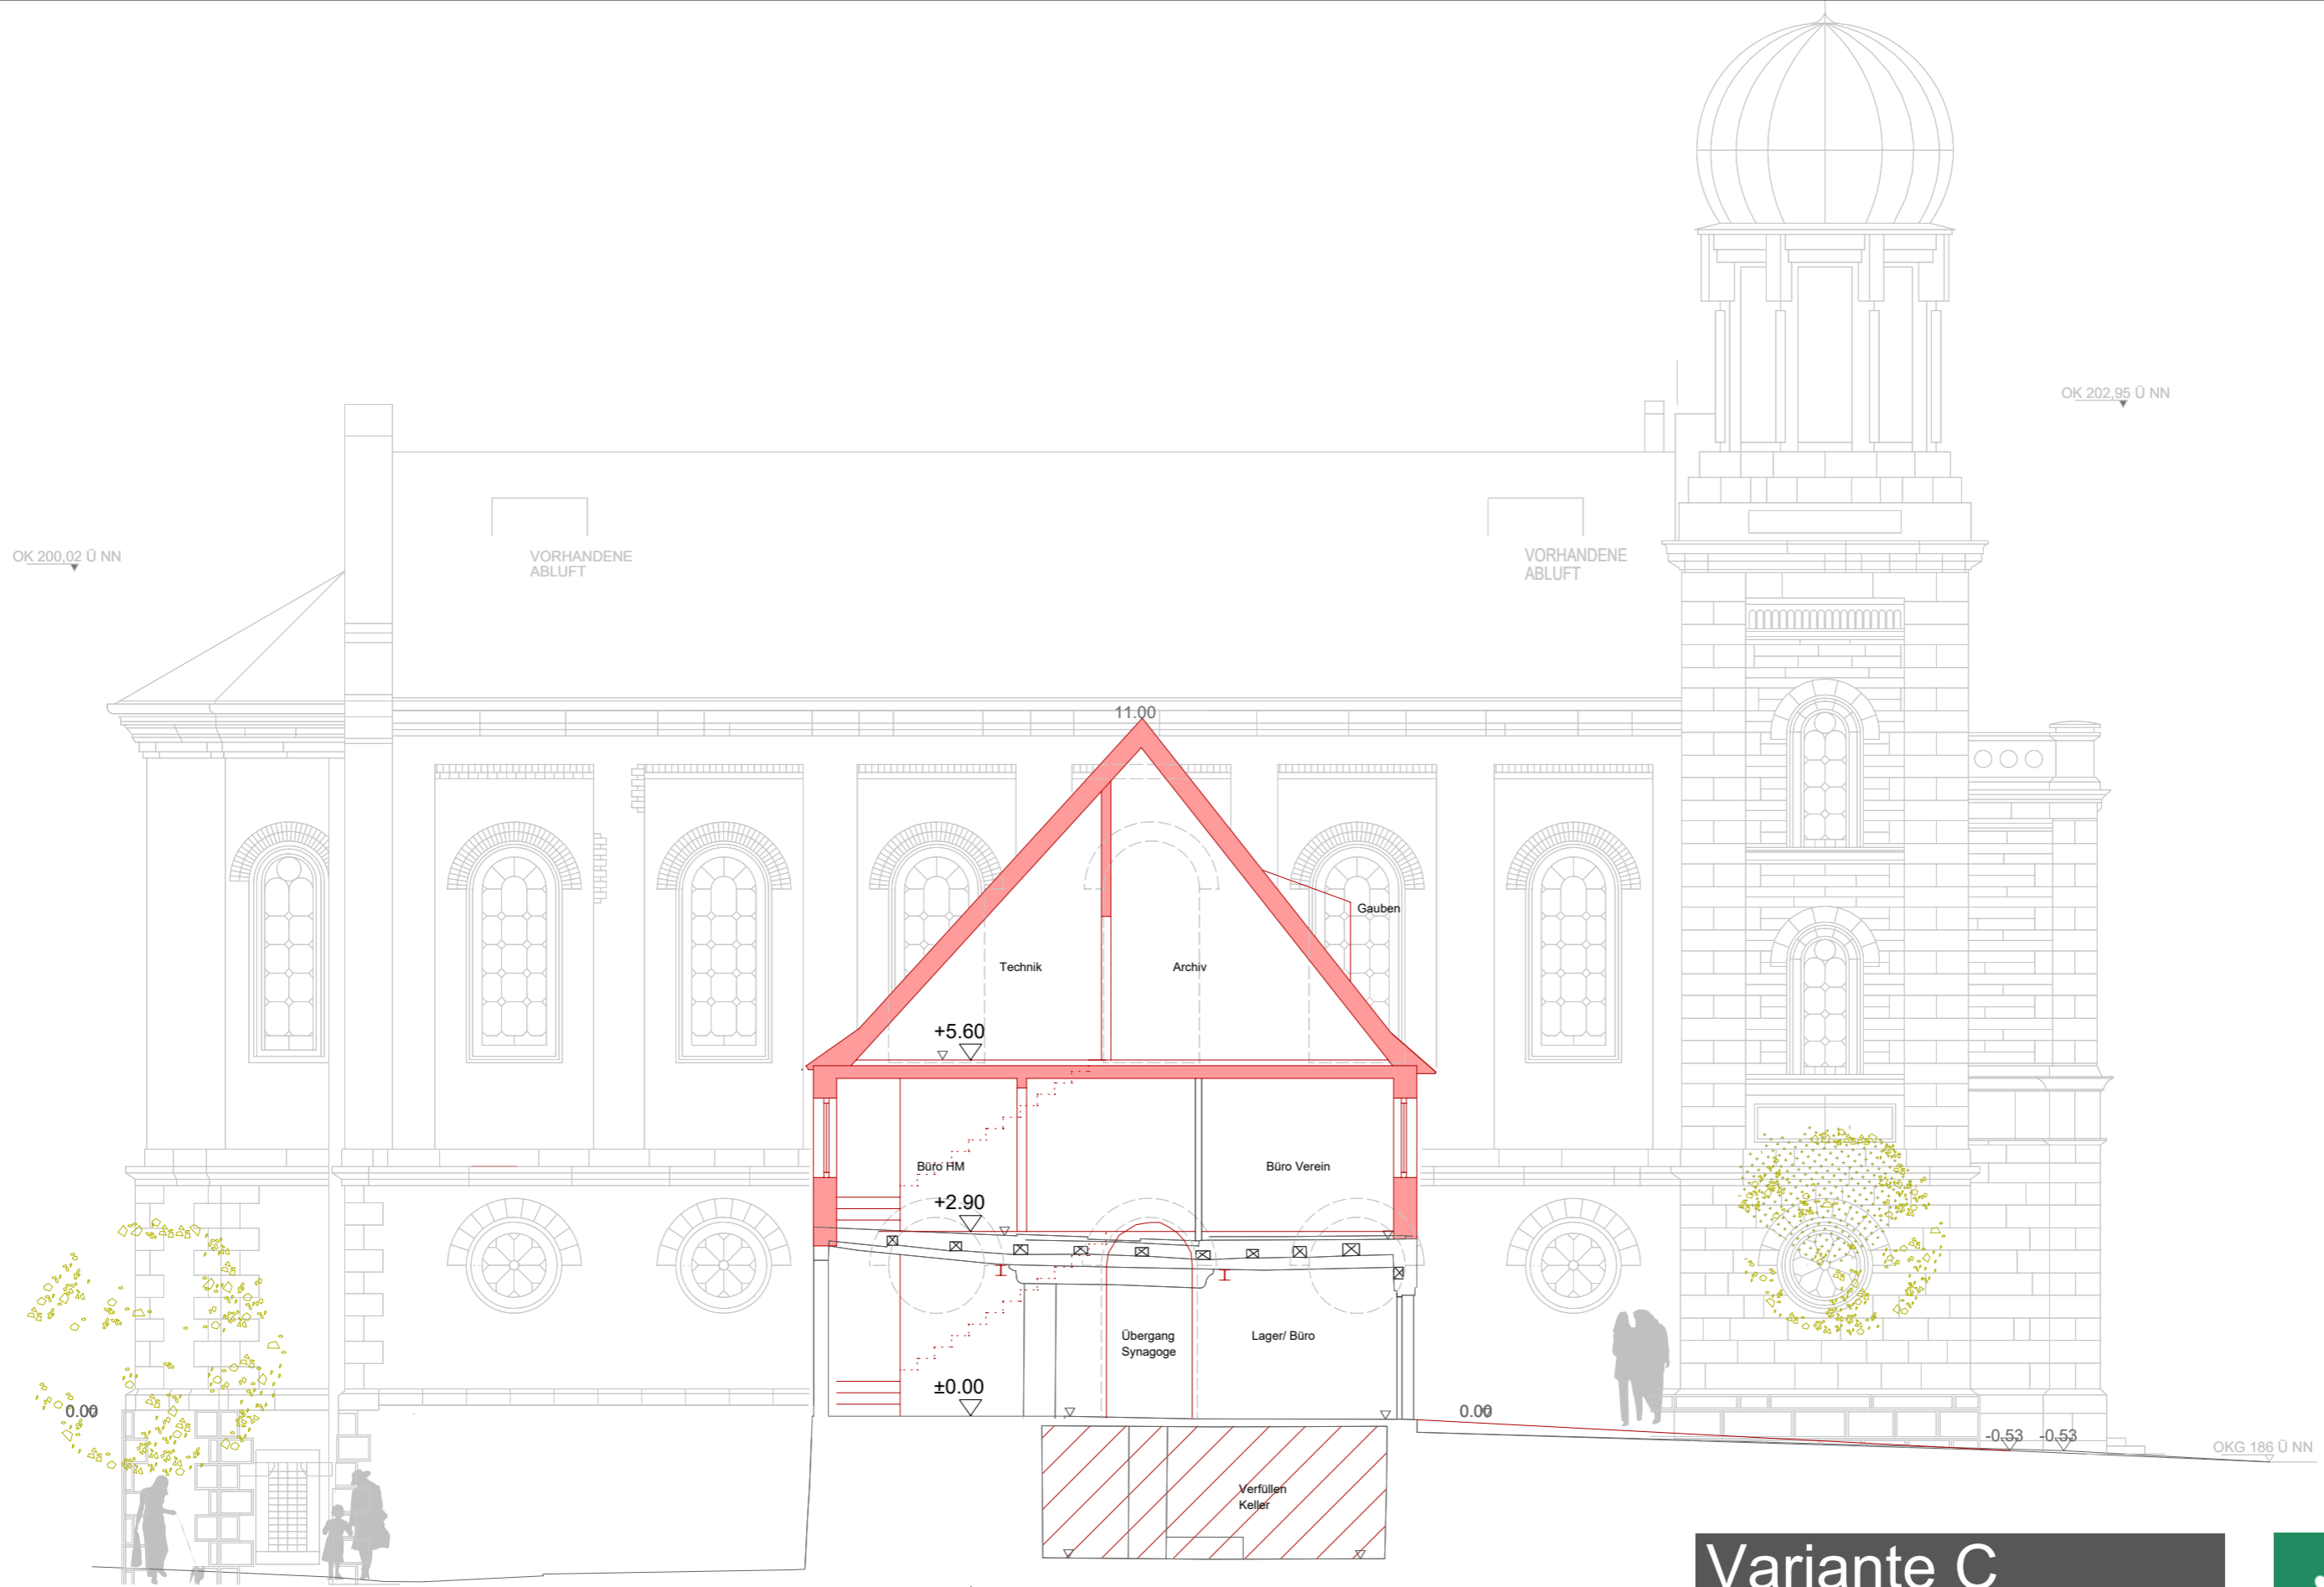 OK 202,95 Ü NN
OK 200,02 Ü NN
VORHANDENE
ABLUFT
VORHANDENE
ABLUFT
11.00
Gauben
Technik
Archiv
+5.60
Büro HM
Büro Verein
+2.90
Übergang
Synagoge
Lager/ Büro
±0.00
0.00
0.00
-0.53
-0.53
OKG 186 Ü NN
Verfüllen
Keller
Variante C